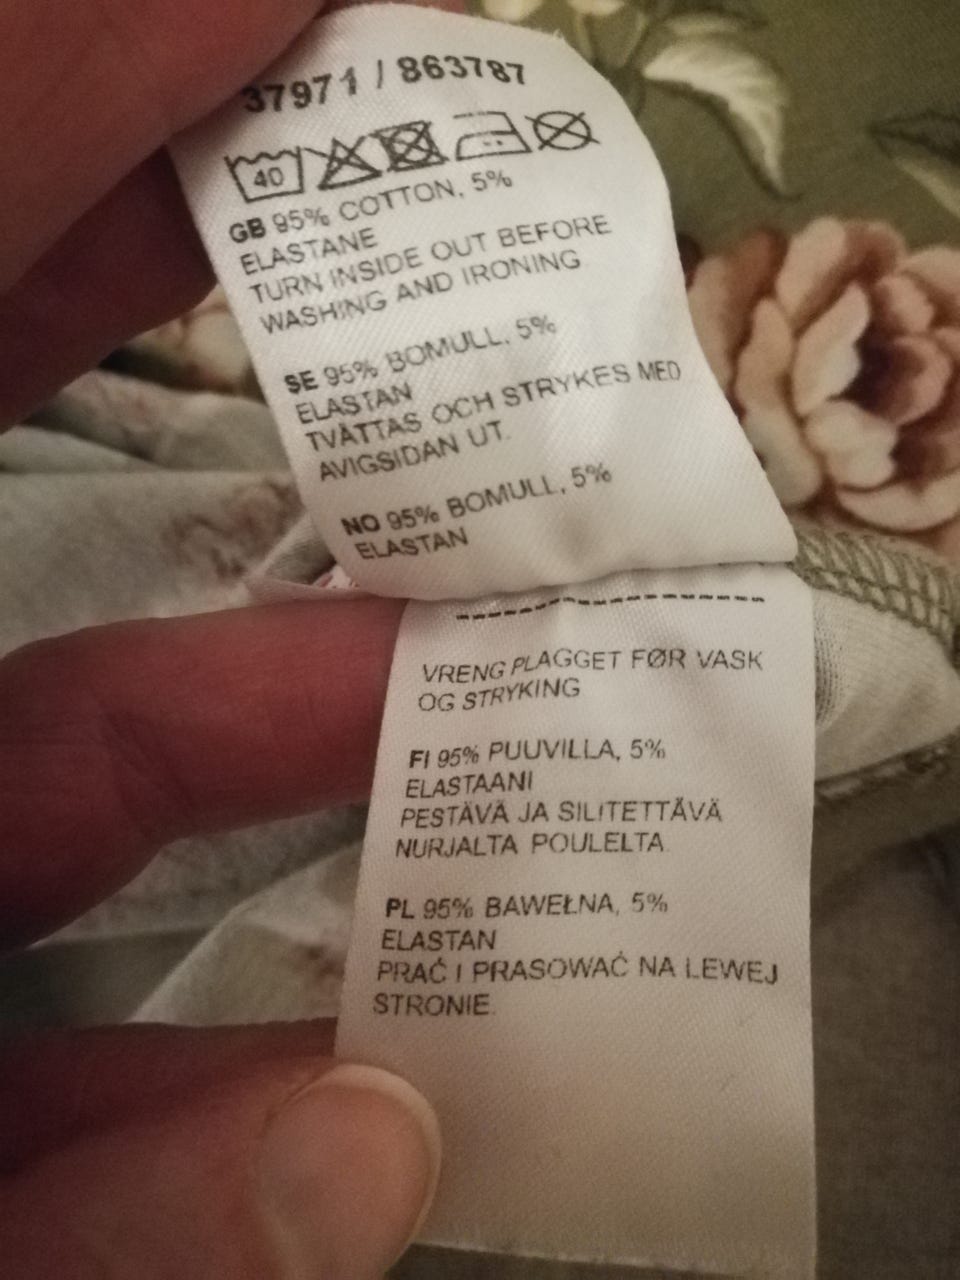 37971 / 863787
40
GB 95% COTTON, 5%
ELASTANE
TURN INSIDE OUT BEFORE
WASHING AND IRONING
SE 95% BOMULL, 5%
ELASTAN
TVÄTTAS OCH STRYKES MED
AVIGSIDAN UT.
NO 95% BOMULL, 5%
ELASTAN
VRENG PLAGGET FØR VASK
OG STRYKING
FI 95% PUUVILLA, 5%
ELASTAANI
PESTÄVÄ JA SILITETTÄVÄ
NURJALTA POULELTA.
PL 95% BAWEŁNA, 5%
ELASTAN
PRAĆ I PRASOWAĆ NA LEWEJ
STRONIE.